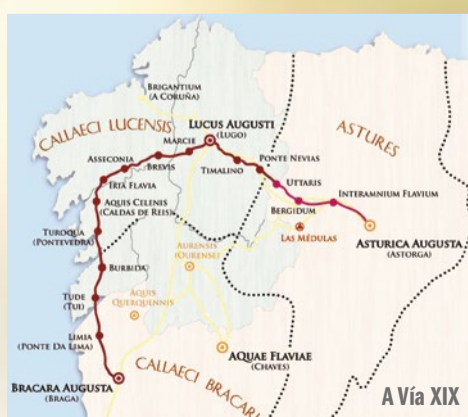 BRIGANTIUM
(A CORUÑA)
CALLAECI LUCENSIS
LUCUS AUGUSTI
(LUGO)
ASTURES
MARCIE
BREVIS
ASSECONIA
PONTE NEVIAS
TIMALINO
UTTARIS
IRIA FLAVIA
INTERAMNIUM FLAVIUM
BERGIDUM
AQUIS CELENIS
(CALDAS DE REIS)
LAS MÉDULAS
ASTURICA AUGUSTA
(ASTORGA)
TUROQUA
(PONTEVEDRA)
AURENSIS
(OURENSE)
BURBIDA
TUDE
(TUI)
AQUIS
QUERQUENNIS
LIMIA
(PONTE DA LIMA)
AQUAE FLAVIAE
(CHAVES)
CALLAECI BRACARA
BRACARA AUGUSTA
(BRAGA)
A Vía XIX